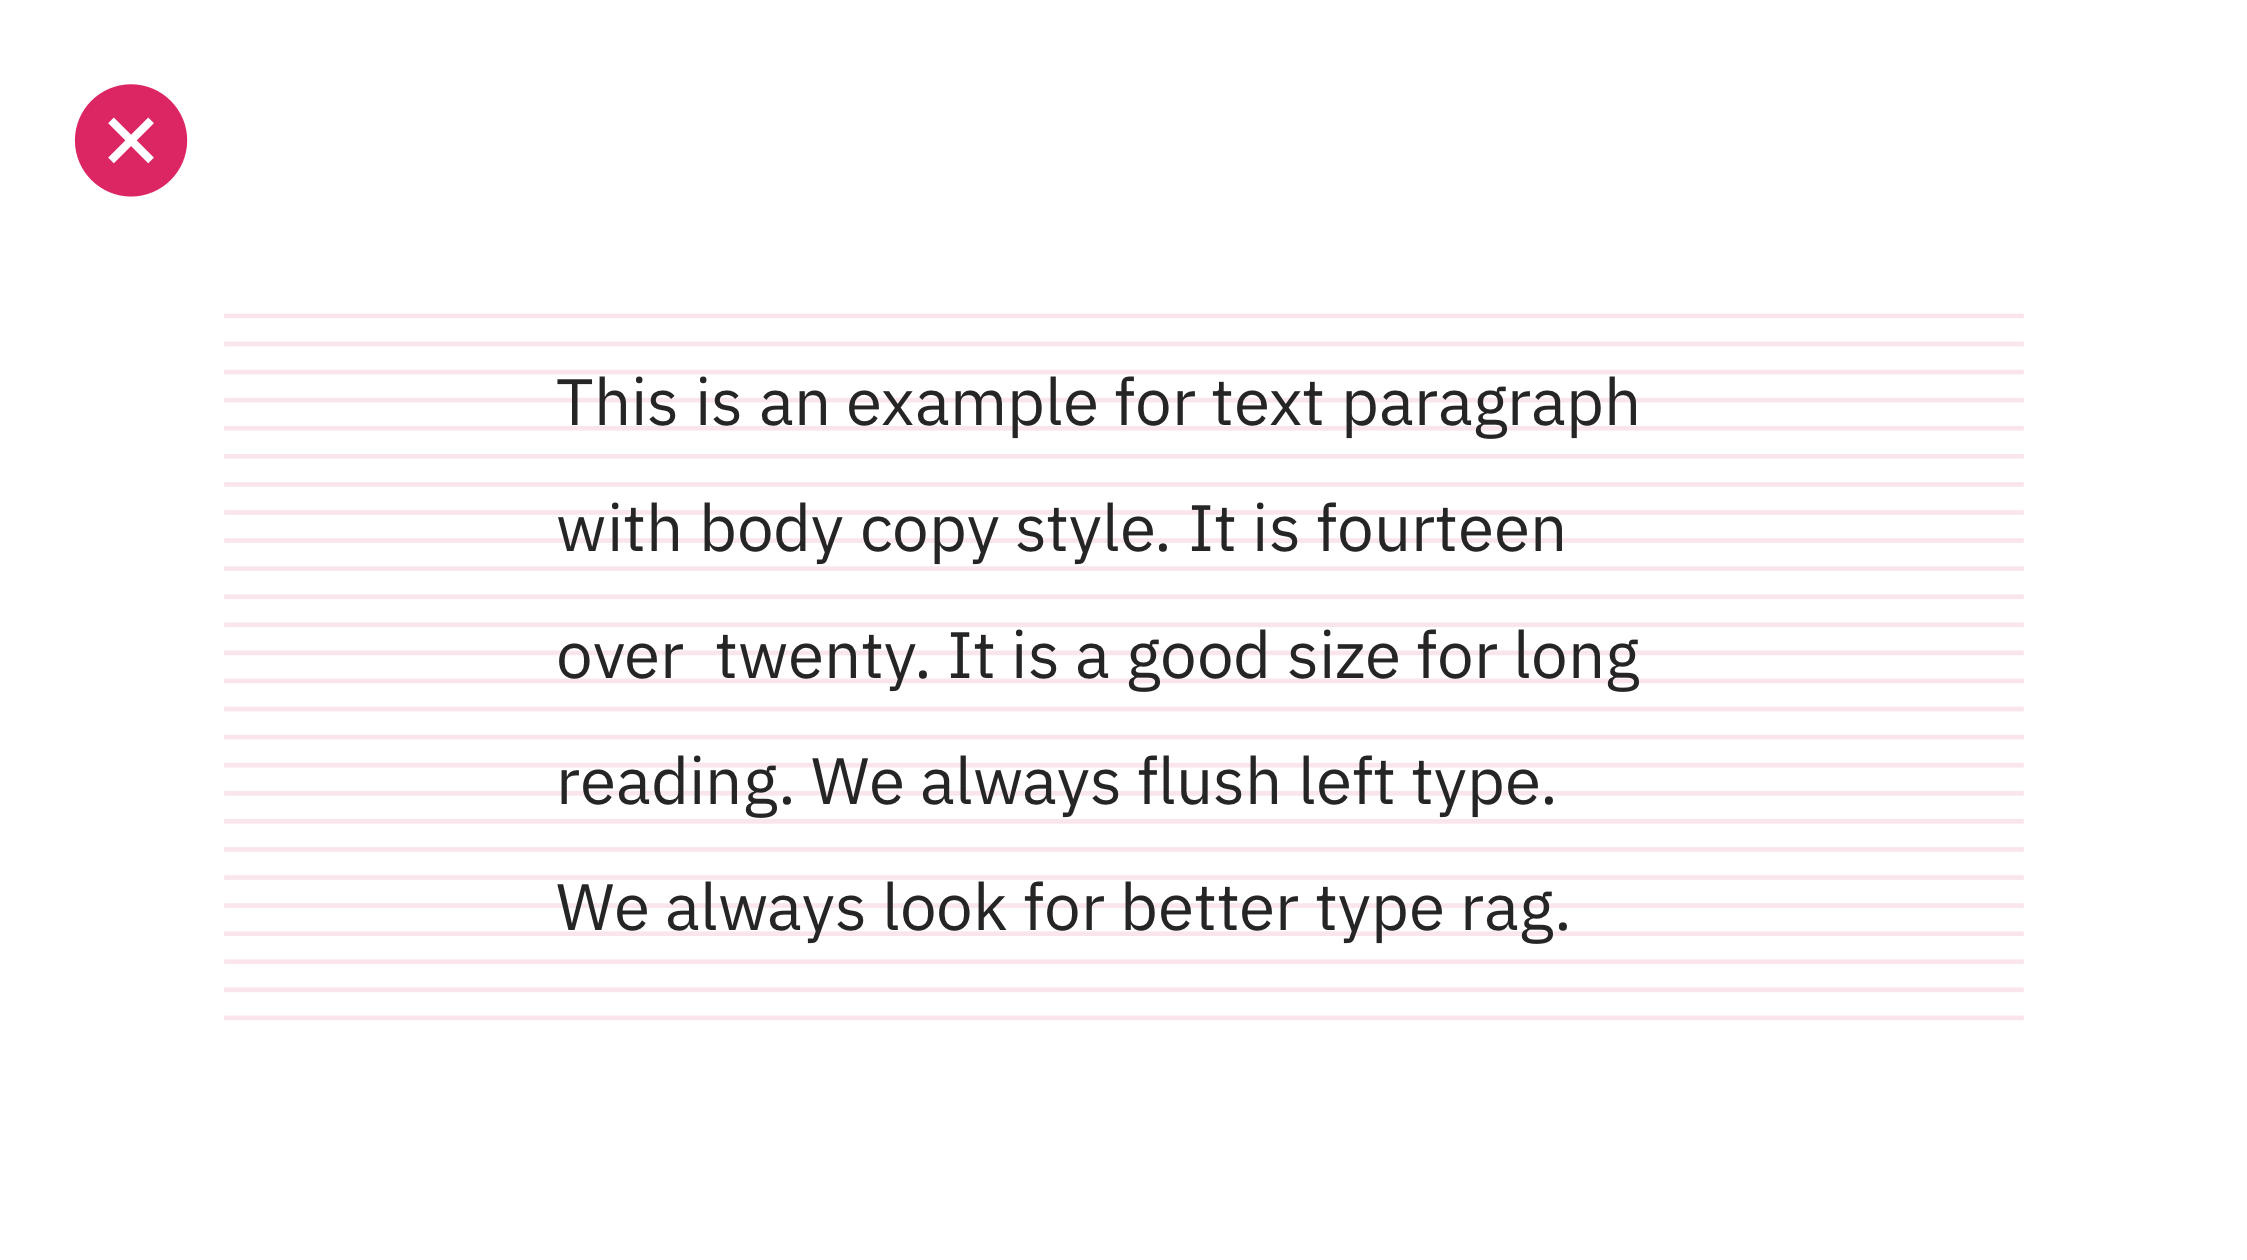 This is an example for text paragraph
with body copy style. It is fourteen
over  twenty. It is a good size for long
reading. We always flush left type.
We always look for better type rag.